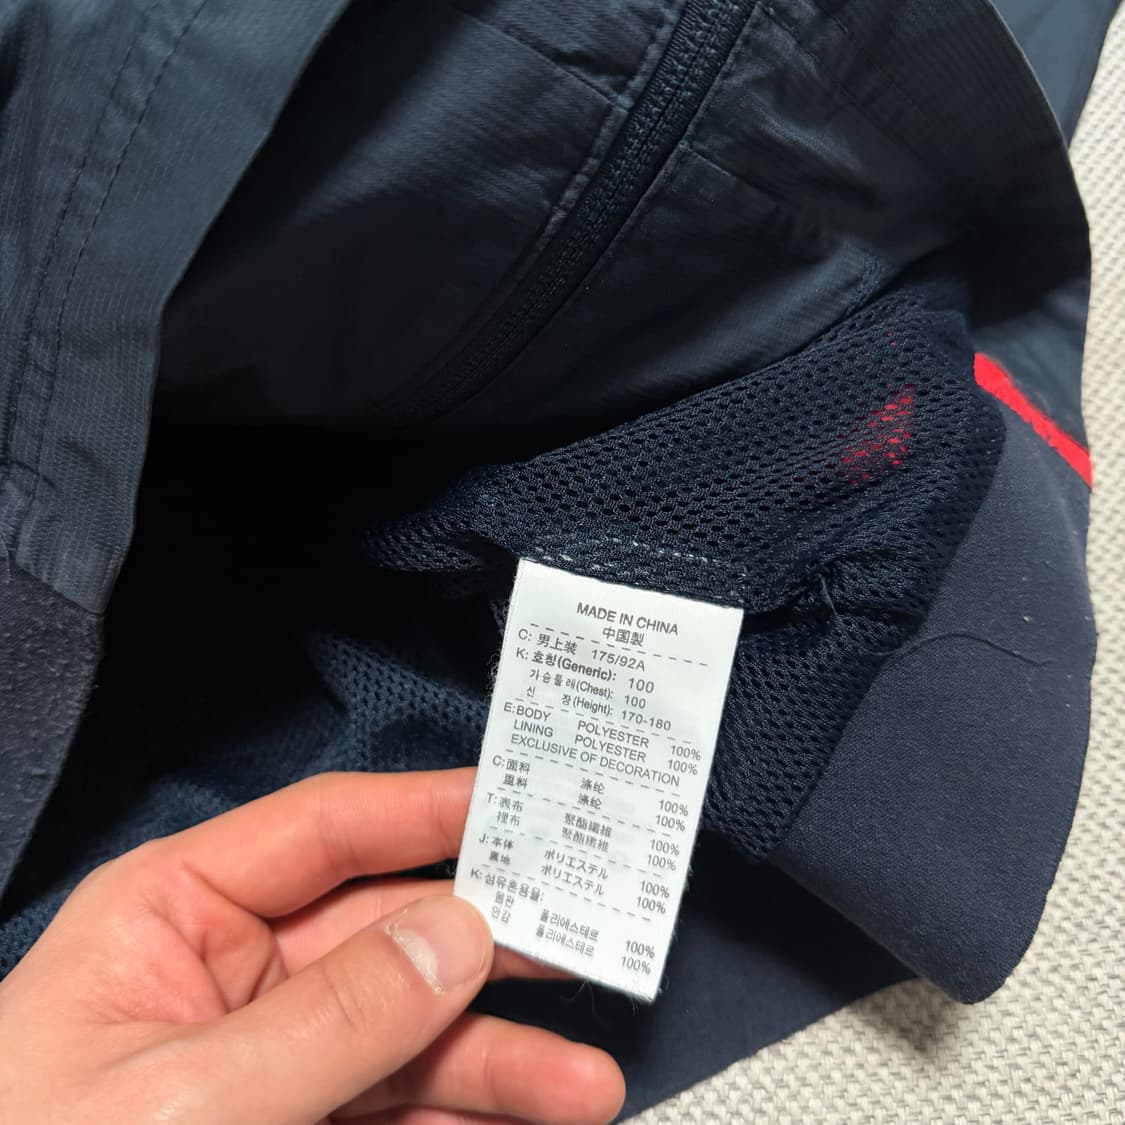 MADE IN CHINA
中国製
C: 男上装 175/92A
K: 호칭(Generic): 100
가슴둘레(Chest): 100
신 장(Height): 170-180
E:BODY POLYESTER 100%
LINING POLYESTER 100%
EXCLUSIVE OF DECORATION
C:面料 涤纶 100%
里料 涤纶 100%
T:表布 聚酯纖維 100%
裡布 聚酯纖維 100%
J:本体 ポリエステル 100%
裏地 ポリエステル 100%
K:섬유혼용율:
몸판 폴리에스테르 100%
안감 폴리에스테르 100%